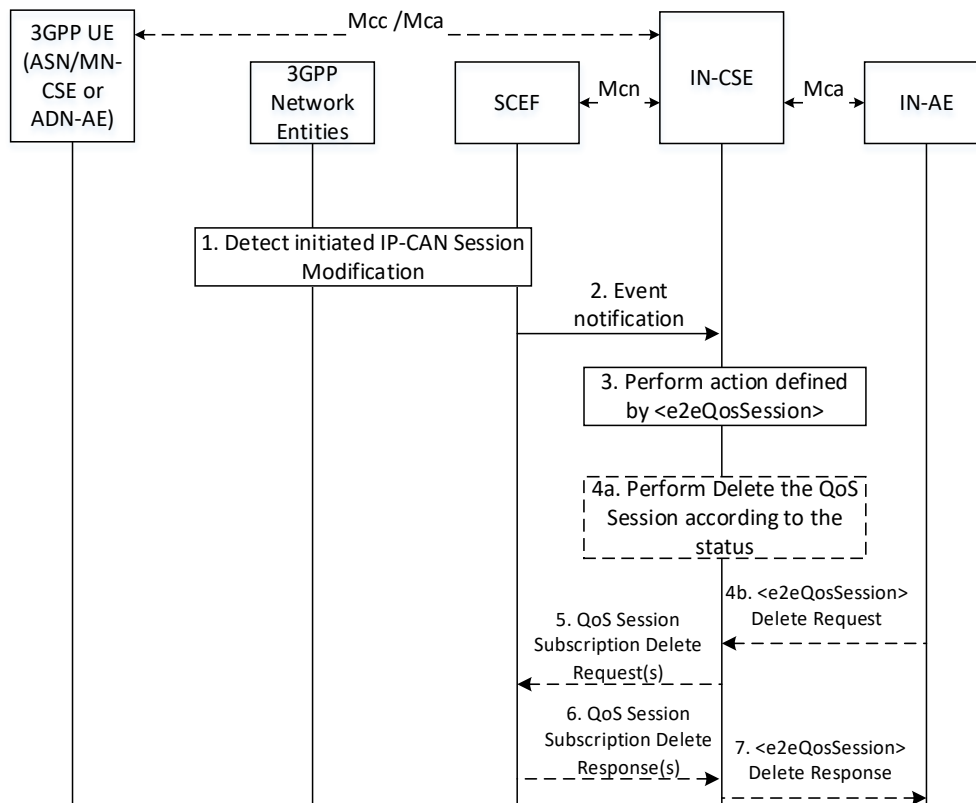 Mcc /Mca
3GPP UE
(ASN/MN-
CSE or
ADN-AE)
3GPP
Network
Entities
SCEF
Mcn
IN-CSE
Mca
IN-AE
1. Detect initiated IP-CAN Session
Modification
2. Event
notification
3. Perform action defined
by <e2eQosSession>
4a. Perform Delete the QoS
Session according to the
status
4b. <e2eQosSession>
Delete Request
5. QoS Session
Subscription Delete
Request(s)
6. QoS Session
Subscription Delete
Response(s)
7. <e2eQosSession>
Delete Response